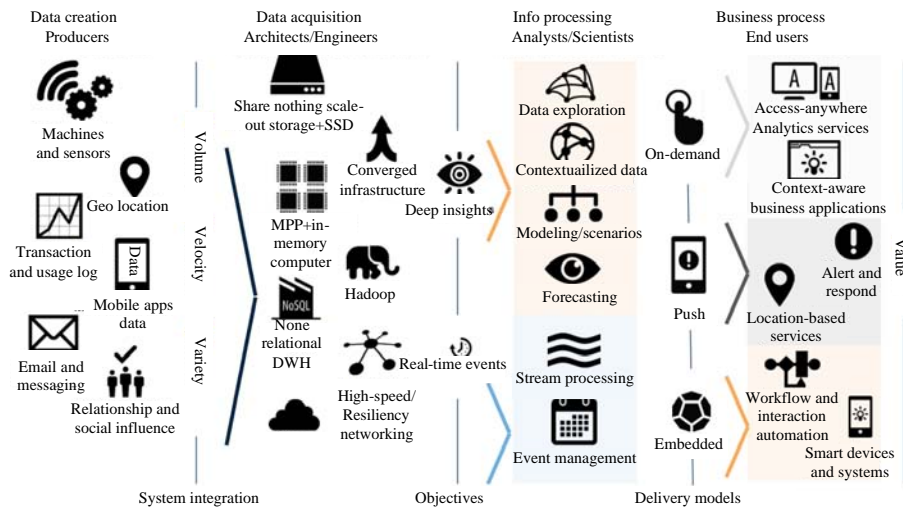 Data creation
Producers
Machines
and sensors
Geo location
Transaction
and usage log
Data
Mobile apps
data
Email and
messaging
Relationship and
social influence
Volume
Velocity
Variety
System integration
Data acquisition
Architects/Engineers
Share nothing scale-
out storage+SSD
Converged
infrastructure
MPP+in-
memory
computer
Hadoop
NoSQL
None
relational
DWH
High-speed/
Resiliency
networking
Deep insights
Real-time events
Objectives
Info processing
Analysts/Scientists
Data exploration
Contextuailized data
Modeling/scenarios
Forecasting
Stream processing
Event management
On-demand
Push
Embedded
Delivery models
Business process
End users
A A
Access-anywhere
Analytics services
Context-aware
business applications
Alert and
respond
Location-based
services
Workflow and
interaction
automation
Smart devices
and systems
Value